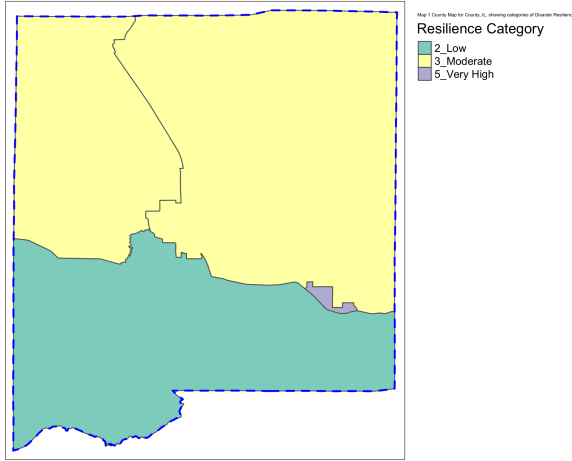 Map 1 County Map for County, IL, showing categories of Disaster Resilienc
Resilience Category
2_Low
3_Moderate
5_Very High